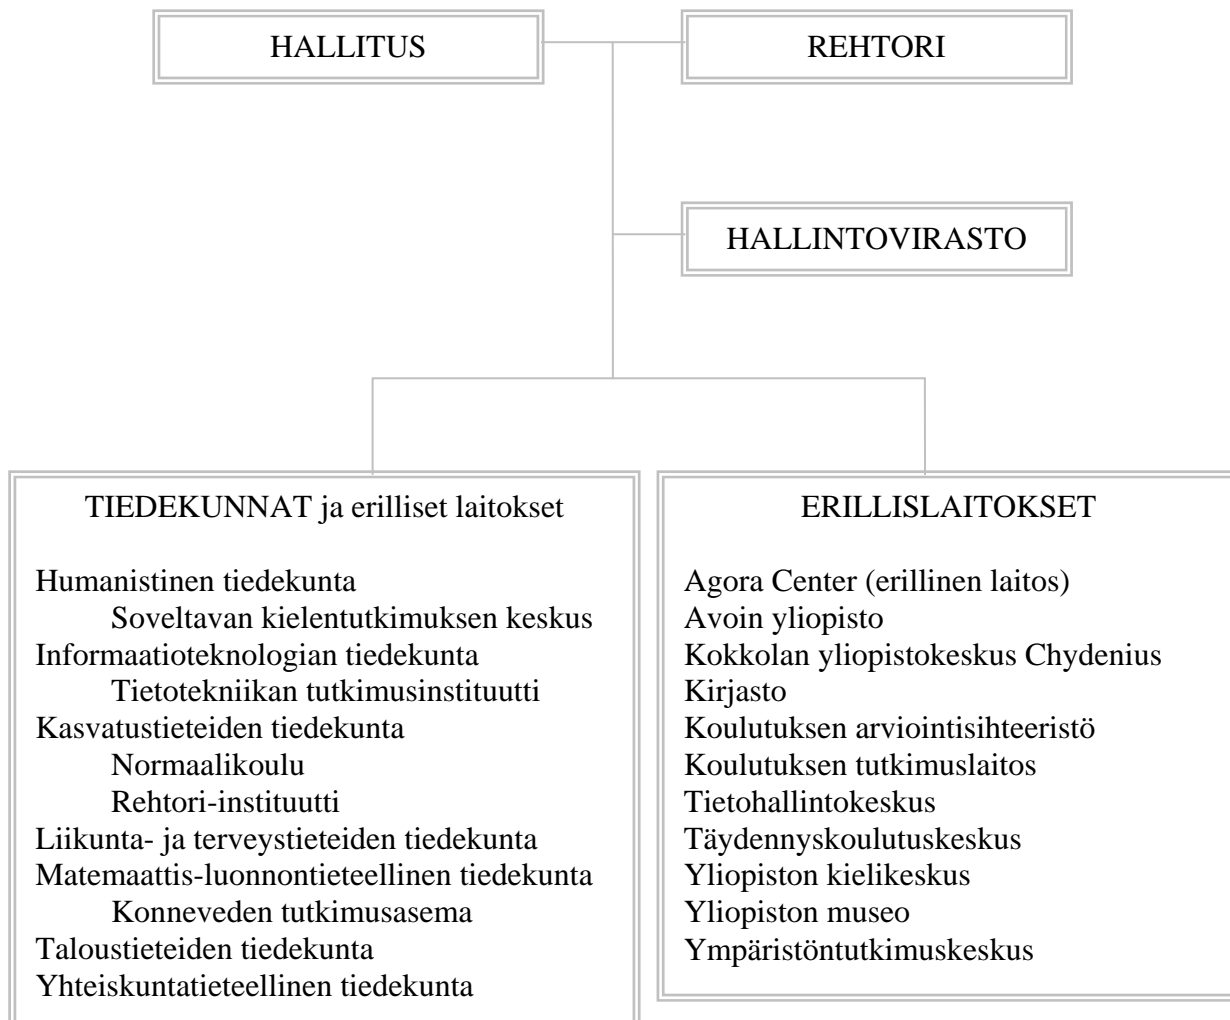 HALLITUS
REHTORI
HALLINTOVIRASTO
TIEDEKUNNAT ja erilliset laitokset
Humanistinen tiedekunta
Soveltavan kielentutkimuksen keskus
Informaatioteknologian tiedekunta
Tietotekniikan tutkimusinstituutti
Kasvatustieteiden tiedekunta
Normaalikoulu
Rehtori-instituutti
Liikunta- ja terveystieteiden tiedekunta
Matemaattis-luonnontieteellinen tiedekunta
Konneveden tutkimusasema
Taloustieteiden tiedekunta
Yhteiskuntatieteellinen tiedekunta
ERILLISLAITOKSET
Agora Center (erillinen laitos)
Avoin yliopisto
Kokkolan yliopistokeskus Chydenius
Kirjasto
Koulutuksen arviointisihteeristö
Koulutuksen tutkimuslaitos
Tietohallintokeskus
Täydennyskoulutuskeskus
Yliopiston kielikeskus
Yliopiston museo
Ympäristöntutkimuskeskus